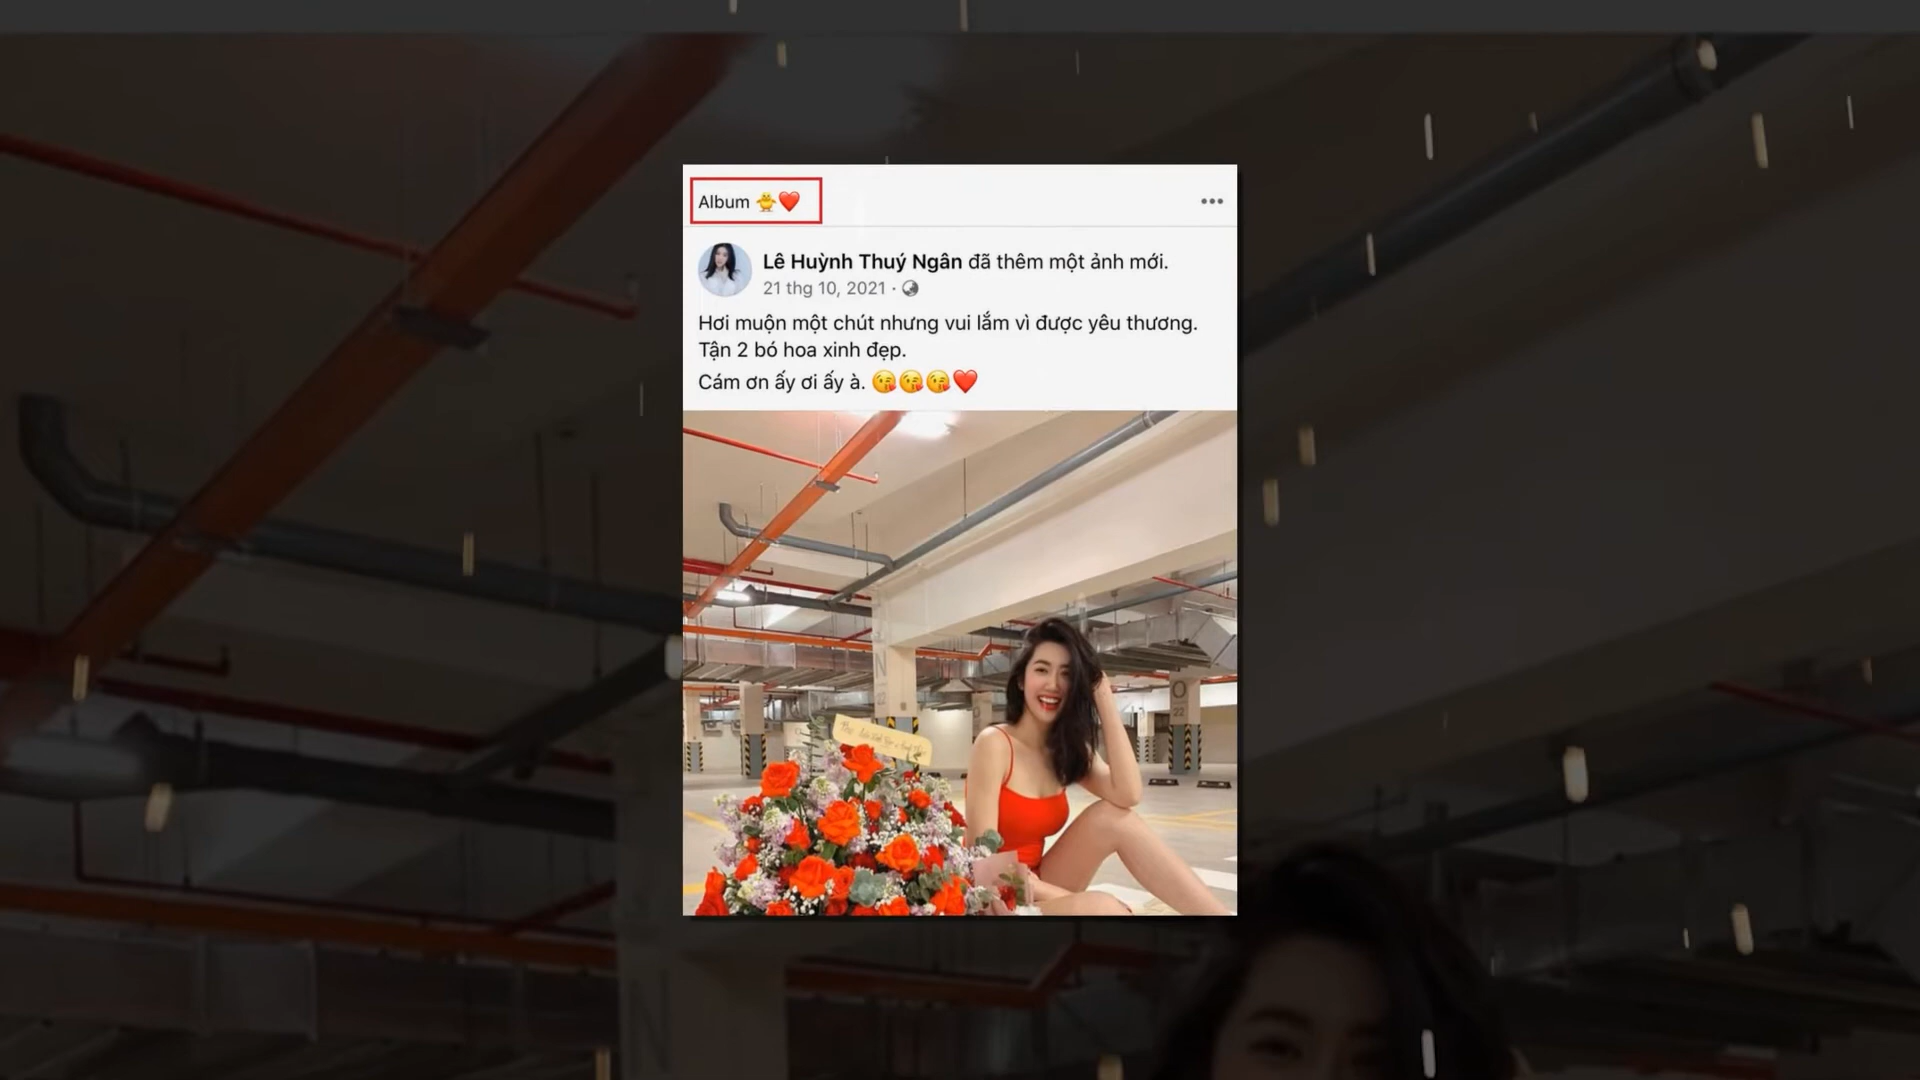 Album 🐥❤️
Lê Huỳnh Thuý Ngân đã thêm một ảnh mới.
21 thg 10, 2021 ·
Hơi muộn một chút nhưng vui lắm vì được yêu thương.
Tận 2 bó hoa xinh đẹp.
Cám ơn ấy ơi ấy à. 😘😘😘❤️
O
22